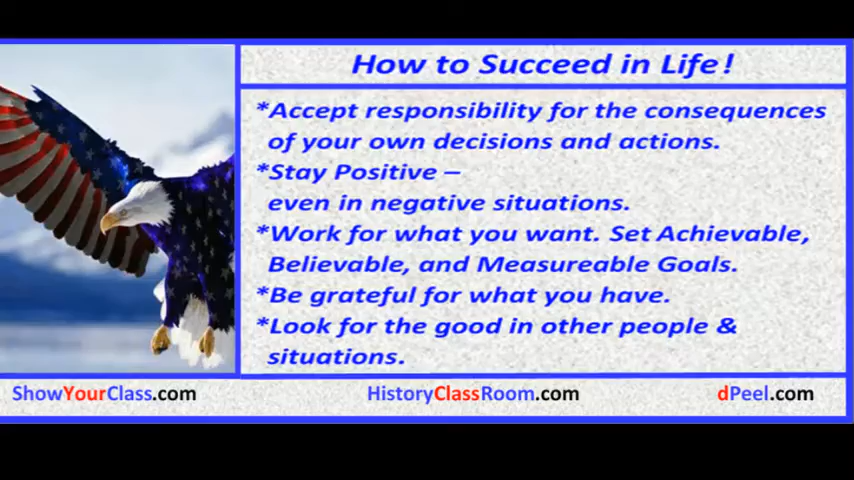 How to Succeed in Life!
*Accept responsibility for the consequences
of your own decisions and actions.
*Stay Positive –
even in negative situations.
*Work for what you want. Set Achievable,
Believable, and Measureable Goals.
*Be grateful for what you have.
*Look for the good in other people &
situations.
ShowYourClass.com
HistoryClassRoom.com
dPeel.com